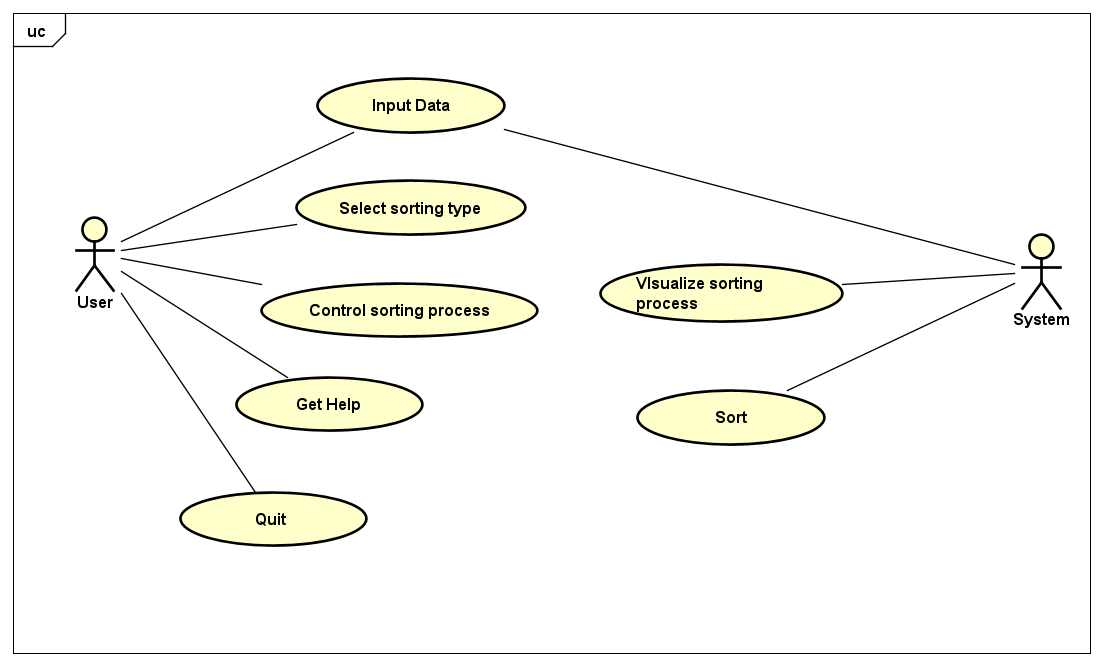 uc
Input Data
Select sorting type
User
VIsualize sorting
process
System
Control sorting process
Get Help
Sort
Quit